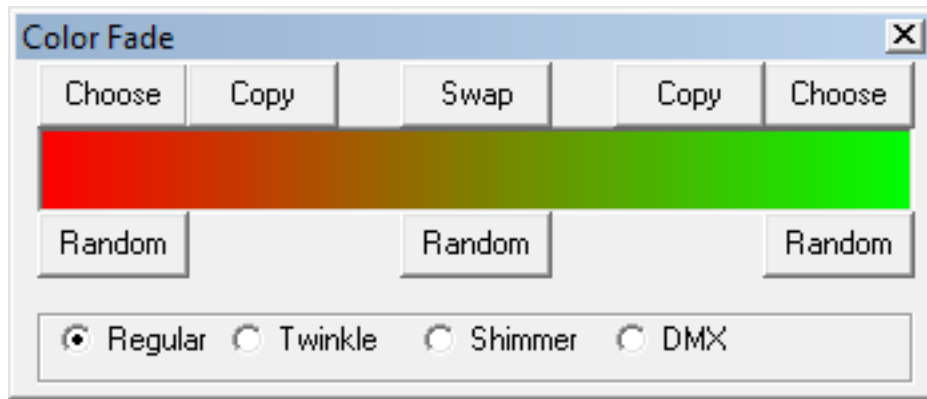 Color Fade
Choose Copy Swap Copy Choose
Random Random Random
Regular Twinkle Shimmer DMX